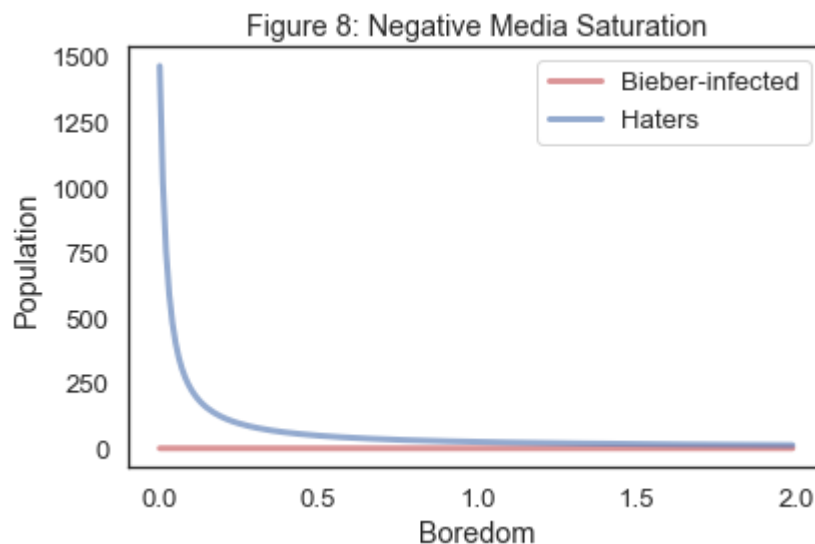 Figure 8: Negative Media Saturation
1500
1250
1000
750
500
250
0
Population
Bieber-infected
Haters
0.0
0.5
1.0
1.5
2.0
Boredom